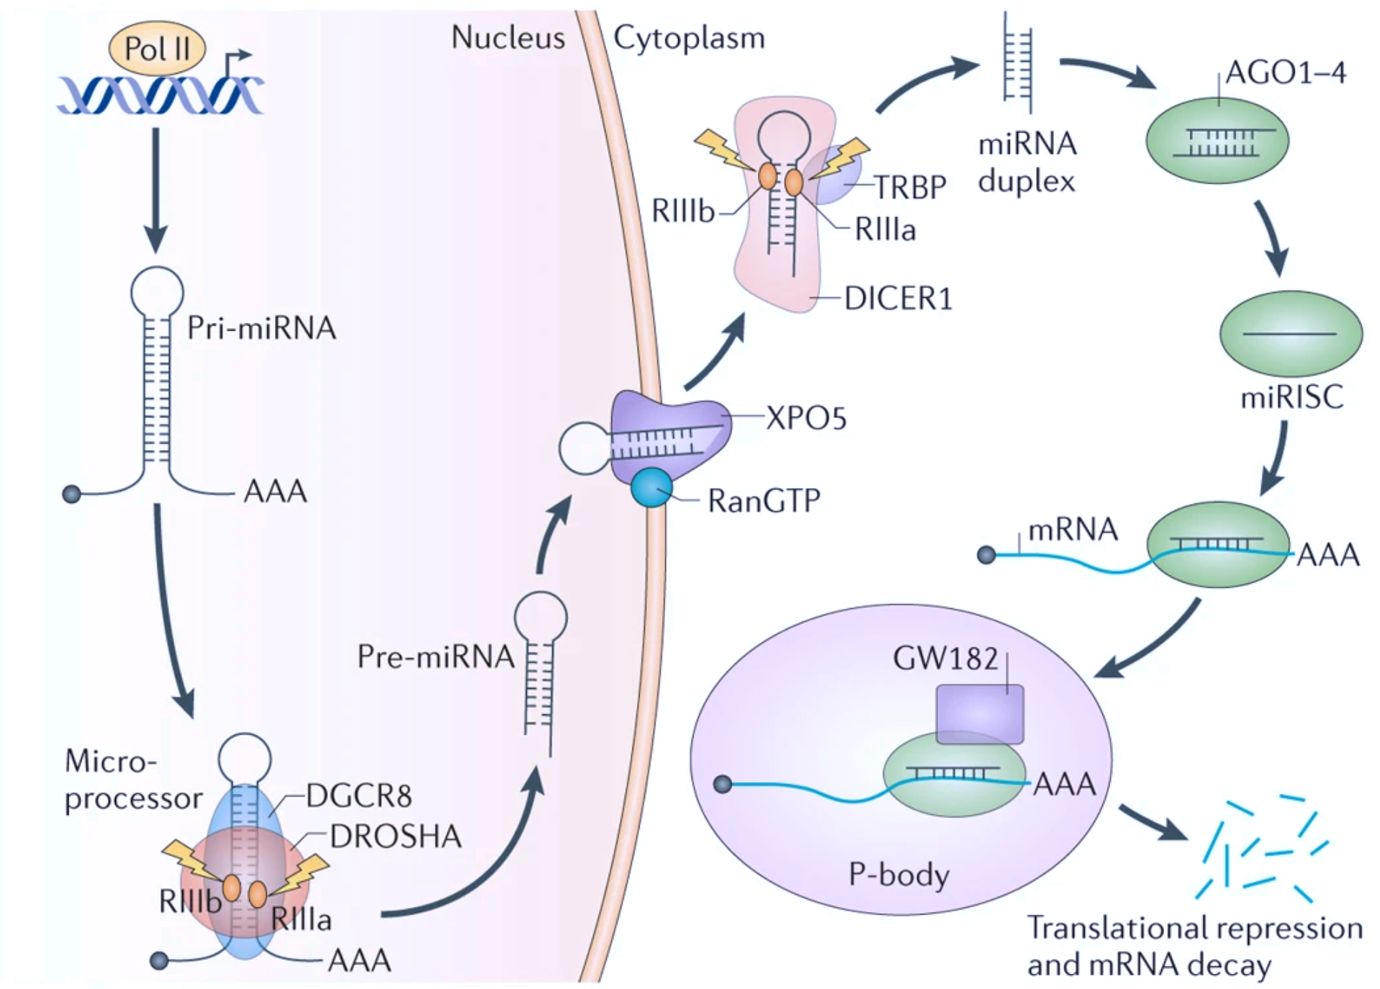 Pol II
Nucleus
Cytoplasm
Pri-miRNA
AAA
Micro-
processor
DGCR8
DROSHA
RIIIb
RIIIa
AAA
Pre-miRNA
XPO5
RanGTP
TRBP
RIIIb
RIIIa
DICER1
miRNA
duplex
AGO1–4
miRISC
mRNA
AAA
GW182
AAA
P-body
Translational repression
and mRNA decay